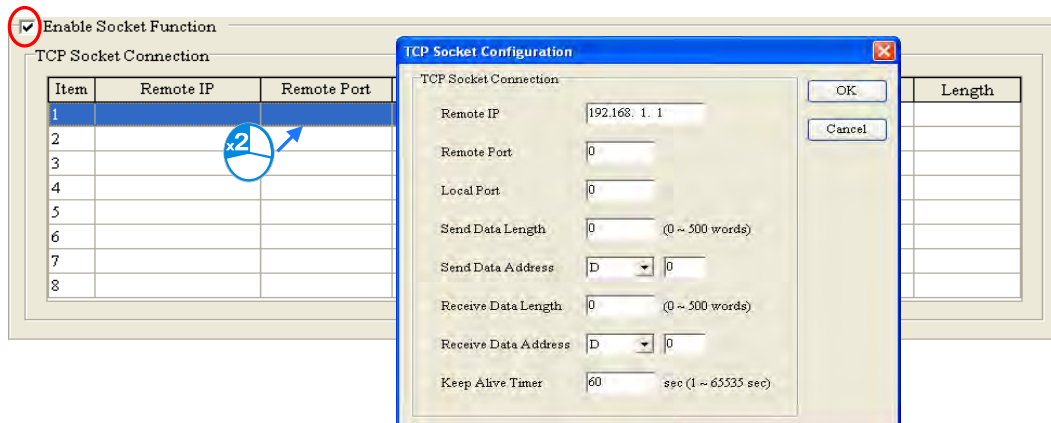 Enable Socket Function
TCP Socket Connection
Item Remote IP Remote Port Length
1
2
3
4
5
6
7
8
x2
TCP Socket Configuration
TCP Socket Connection
OK
Cancel
Remote IP 192.168. 1. 1
Remote Port 0
Local Port 0
Send Data Length 0 (0 ~ 500 words)
Send Data Address D 0
Receive Data Length 0 (0 ~ 500 words)
Receive Data Address D 0
Keep Alive Timer 60 sec (1 ~ 65535 sec)